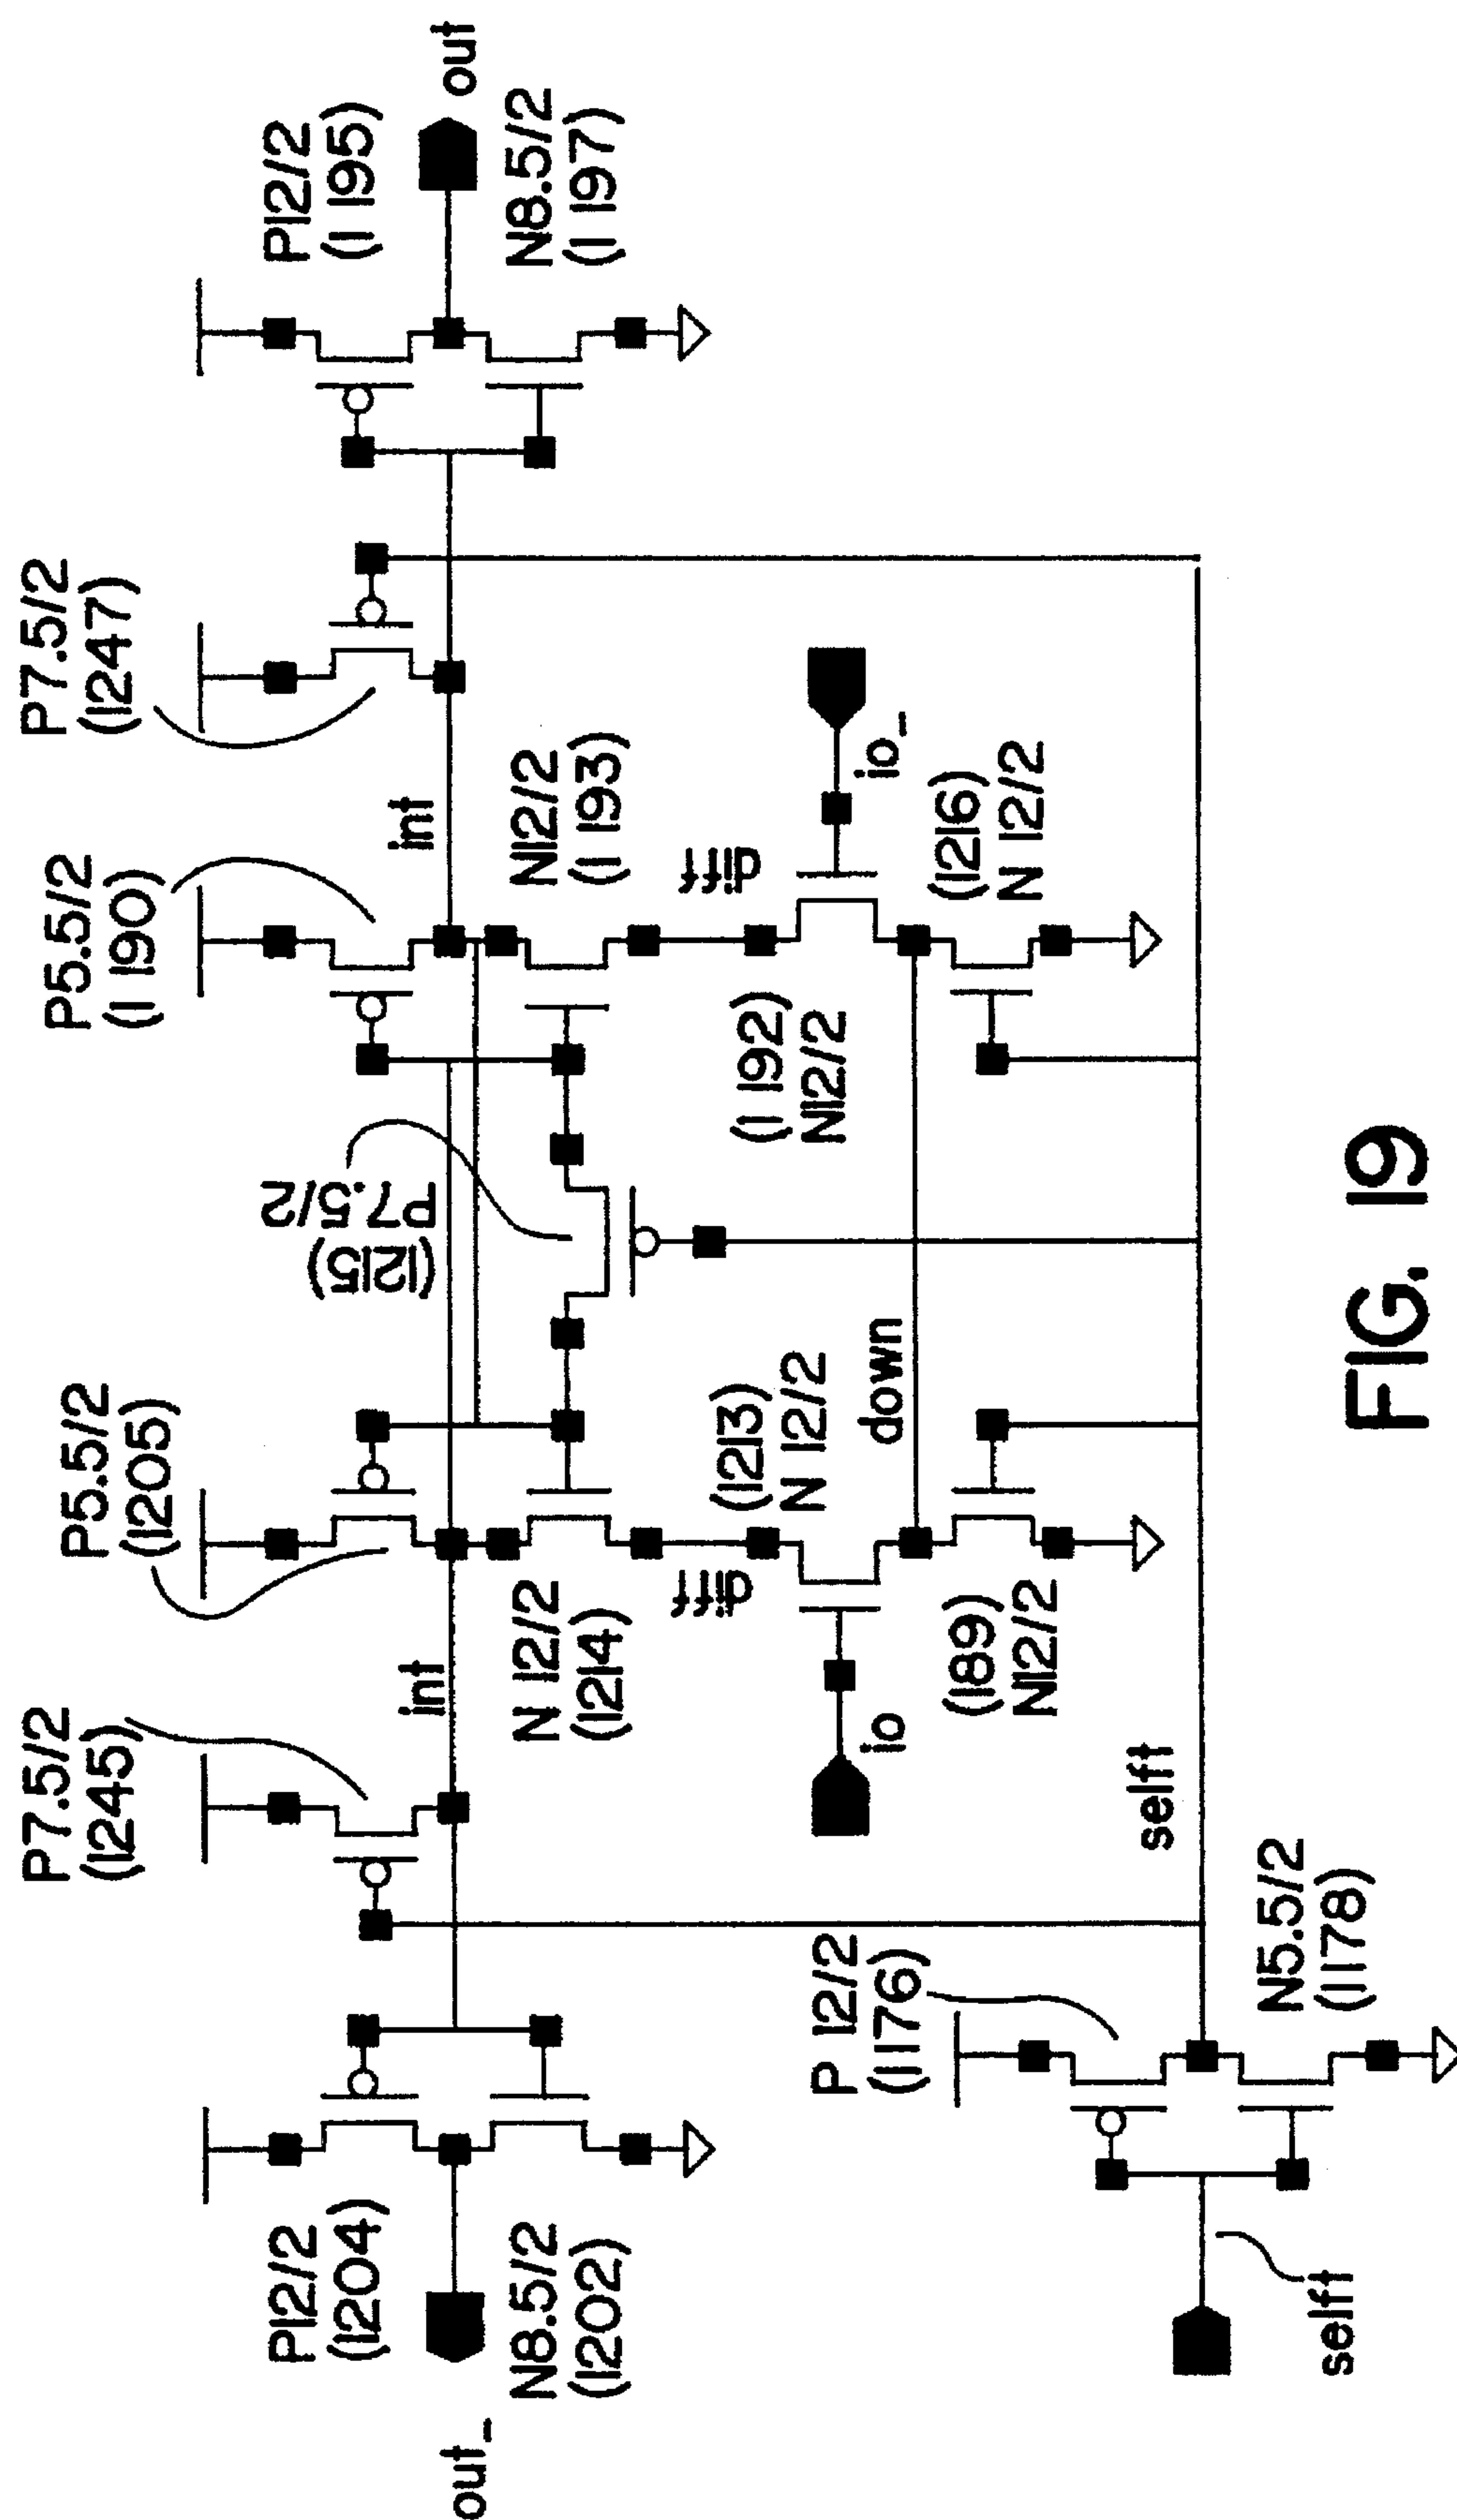 P7.5/2
(1245)
P5.5/2
(1205)
P5.5/2
(1190)
P7.5/2
(1247)
P12/2
(1204)
P7.5/2
(1215)
P12/2
(1195)
int
int
out_
out
N8.5/2
(1202)
N 12/2
(1214)
N12/2
(1193)
N8.5/2
(1197)
diff
diff
(1213)
N 12/2
(1192)
N12/2
io
down
io_
P 12/2
(1176)
(189)
N12/2
(1216)
N 12/2
selft
N5.5/2
(1178)
selft
FIG. 19